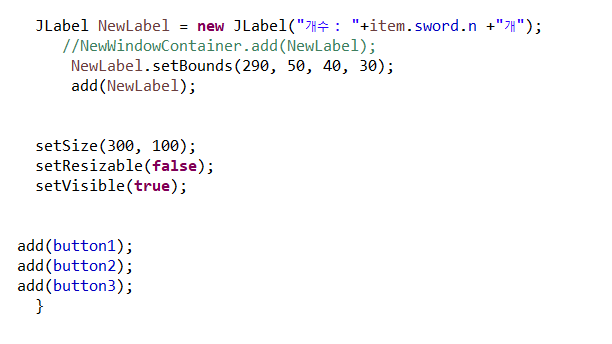 JLabel NewLabel = new JLabel("개수 : "+item.sword.n +"개");
//NewWindowContainer.add(NewLabel);
NewLabel.setBounds(290, 50, 40, 30);
add(NewLabel);
setSize(300, 100);
setResizable(false);
setVisible(true);
add(button1);
add(button2);
add(button3);
}